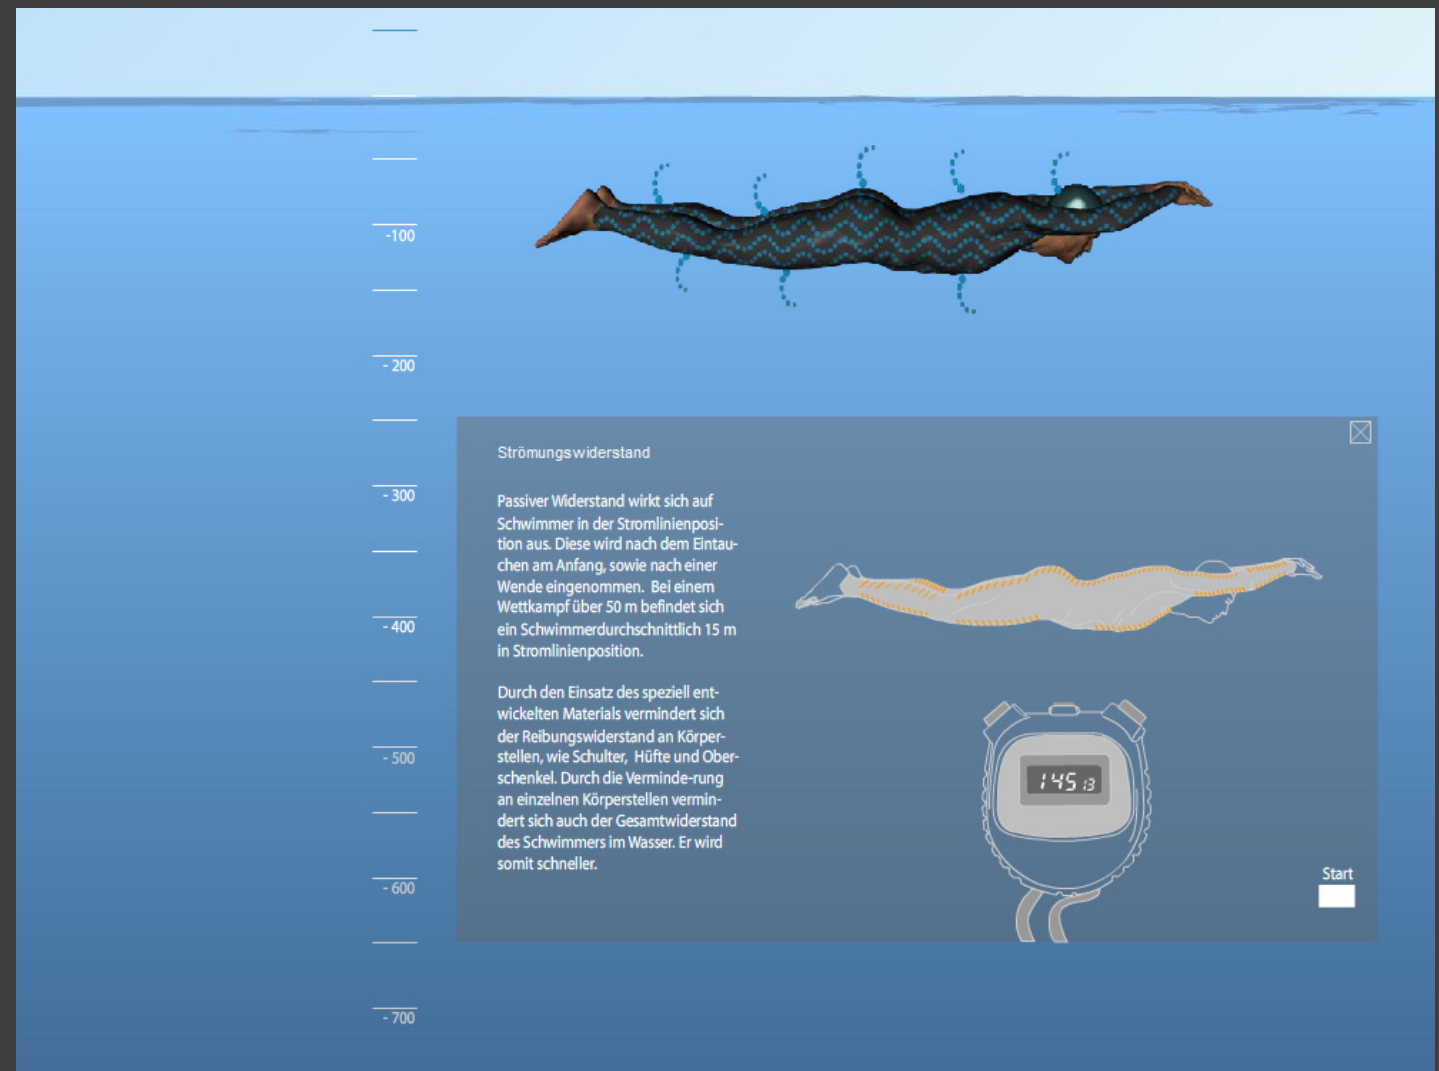 -100
- 200
- 300
- 400
- 500
- 600
- 700
Strömungswiderstand
Passiver Widerstand wirkt sich auf
Schwimmer in der Stromlinienposi-
tion aus. Diese wird nach dem Eintau-
chen am Anfang, sowie nach einer
Wende eingenommen.  Bei einem
Wettkampf über 50 m befindet sich
ein Schwimmerdurchschnittlich 15 m
in Stromlinienposition.
Durch den Einsatz des speziell ent-
wickelten Materials vermindert sich
der Reibungswiderstand an Körper-
stellen, wie Schulter,  Hüfte und Ober-
schenkel. Durch die Verminde-rung
an einzelnen Körperstellen vermin-
dert sich auch der Gesamtwiderstand
des Schwimmers im Wasser. Er wird
somit schneller.
145 13
Start